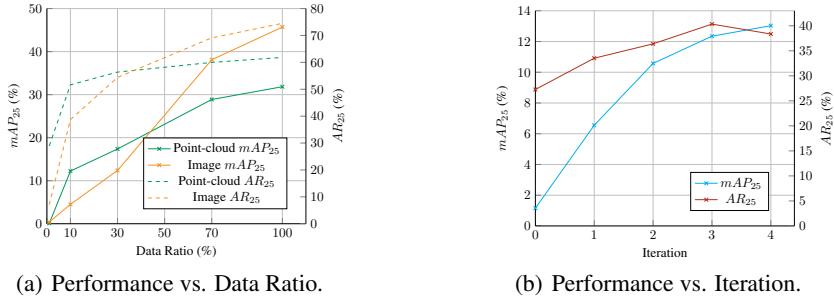 50
40
30
20
10
0
mAP25 (%)
80
70
60
50
40
30
20
10
0
AR25 (%)
Point-cloud mAP25
Image mAP25
Point-cloud AR25
Image AR25
0 10 30 50 70 100
Data Ratio (%)
(a) Performance vs. Data Ratio.
14
12
10
8
6
4
2
0
mAP25 (%)
40
35
30
25
20
15
10
5
0
AR25 (%)
mAP25
AR25
0 1 2 3 4
Iteration
(b) Performance vs. Iteration.